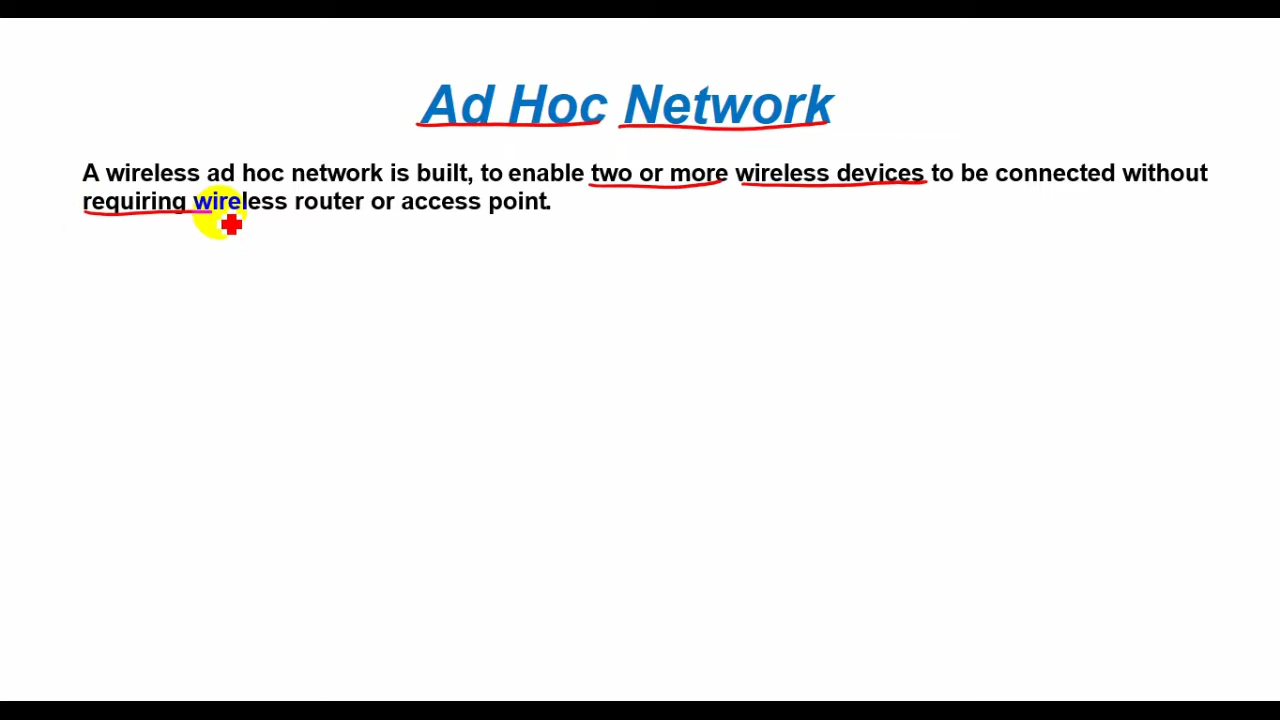 Ad Hoc Network
A wireless ad hoc network is built, to enable two or more wireless devices to be connected without
requiring wireless router or access point.